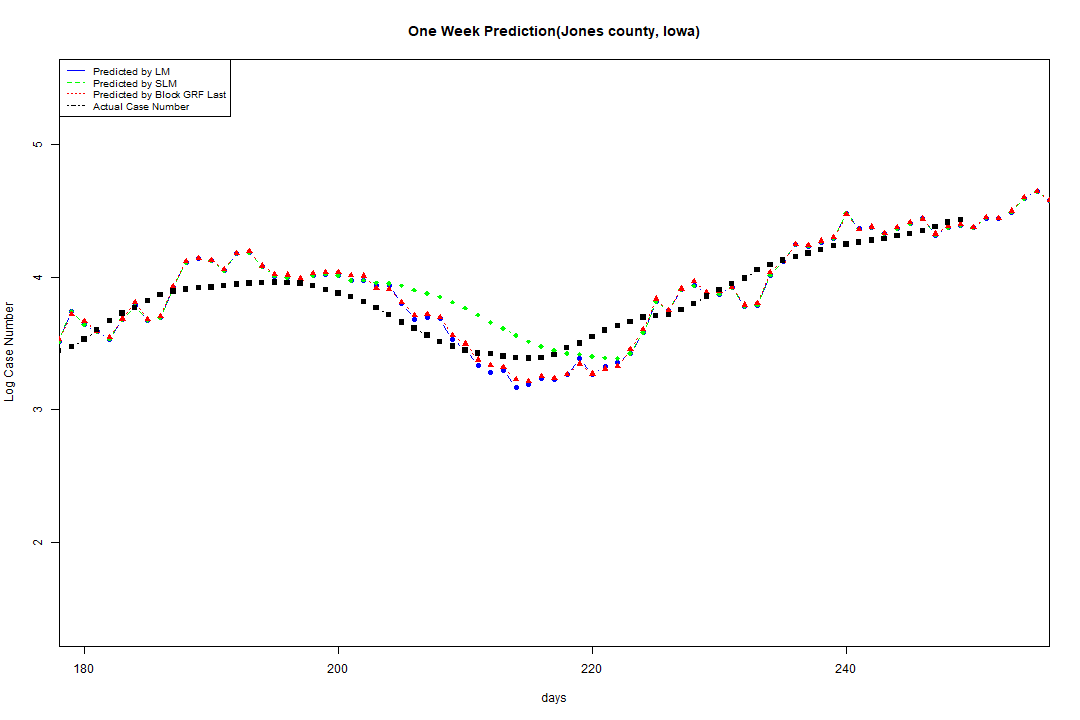 One Week Prediction(Jones county, Iowa)
Predicted by LM
Predicted by SLM
Predicted by Block GRF Last
Actual Case Number
5
4
3
2
Log Case Number
180 200 220 240
days